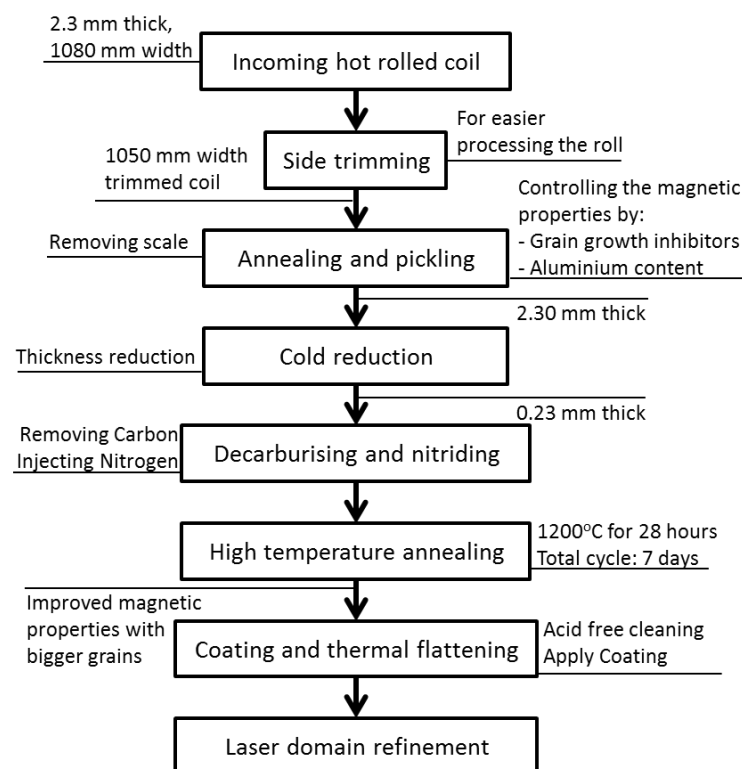 2.3 mm thick,
1080 mm width
Incoming hot rolled coil
For easier
processing the roll
Side trimming
1050 mm width
trimmed coil
Controlling the magnetic
properties by:
- Grain growth inhibitors
- Aluminium content
Removing scale
Annealing and pickling
2.30 mm thick
Thickness reduction
Cold reduction
0.23 mm thick
Removing Carbon
Injecting Nitrogen
Decarburising and nitriding
High temperature annealing
1200°C for 28 hours
Total cycle: 7 days
Improved magnetic
properties with
bigger grains
Coating and thermal flattening
Acid free cleaning
Apply Coating
Laser domain refinement